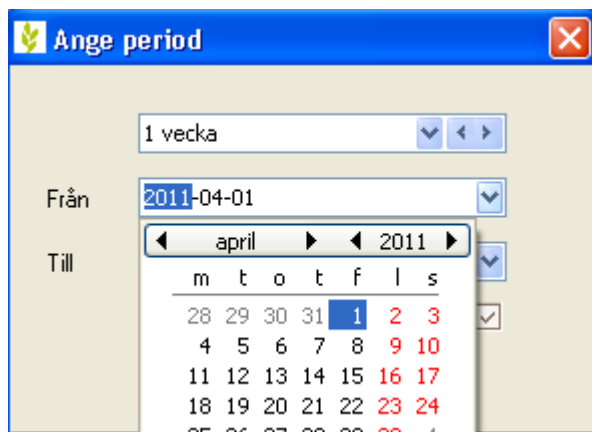 Ange period
1 vecka
Från 2011-04-01
april 2011
Till
m t o t f l s
28 29 30 31 1 2 3
4 5 6 7 8 9 10
11 12 13 14 15 16 17
18 19 20 21 22 23 24